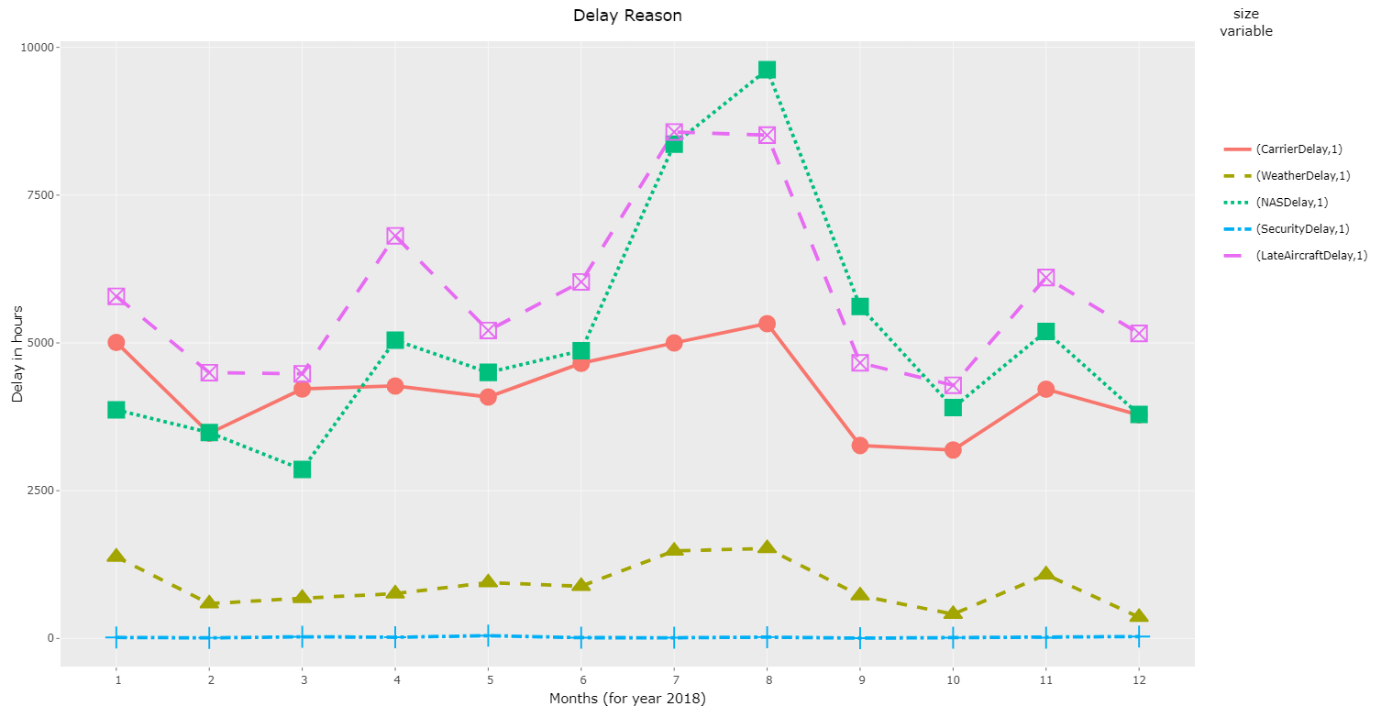 Delay Reason
size
variable
10000
7500
5000
2500
0
Delay in hours
1 2 3 4 5 6 7 8 9 10 11 12
Months (for year 2018)
(CarrierDelay,1)
(WeatherDelay,1)
(NASDelay,1)
(SecurityDelay,1)
(LateAircraftDelay,1)